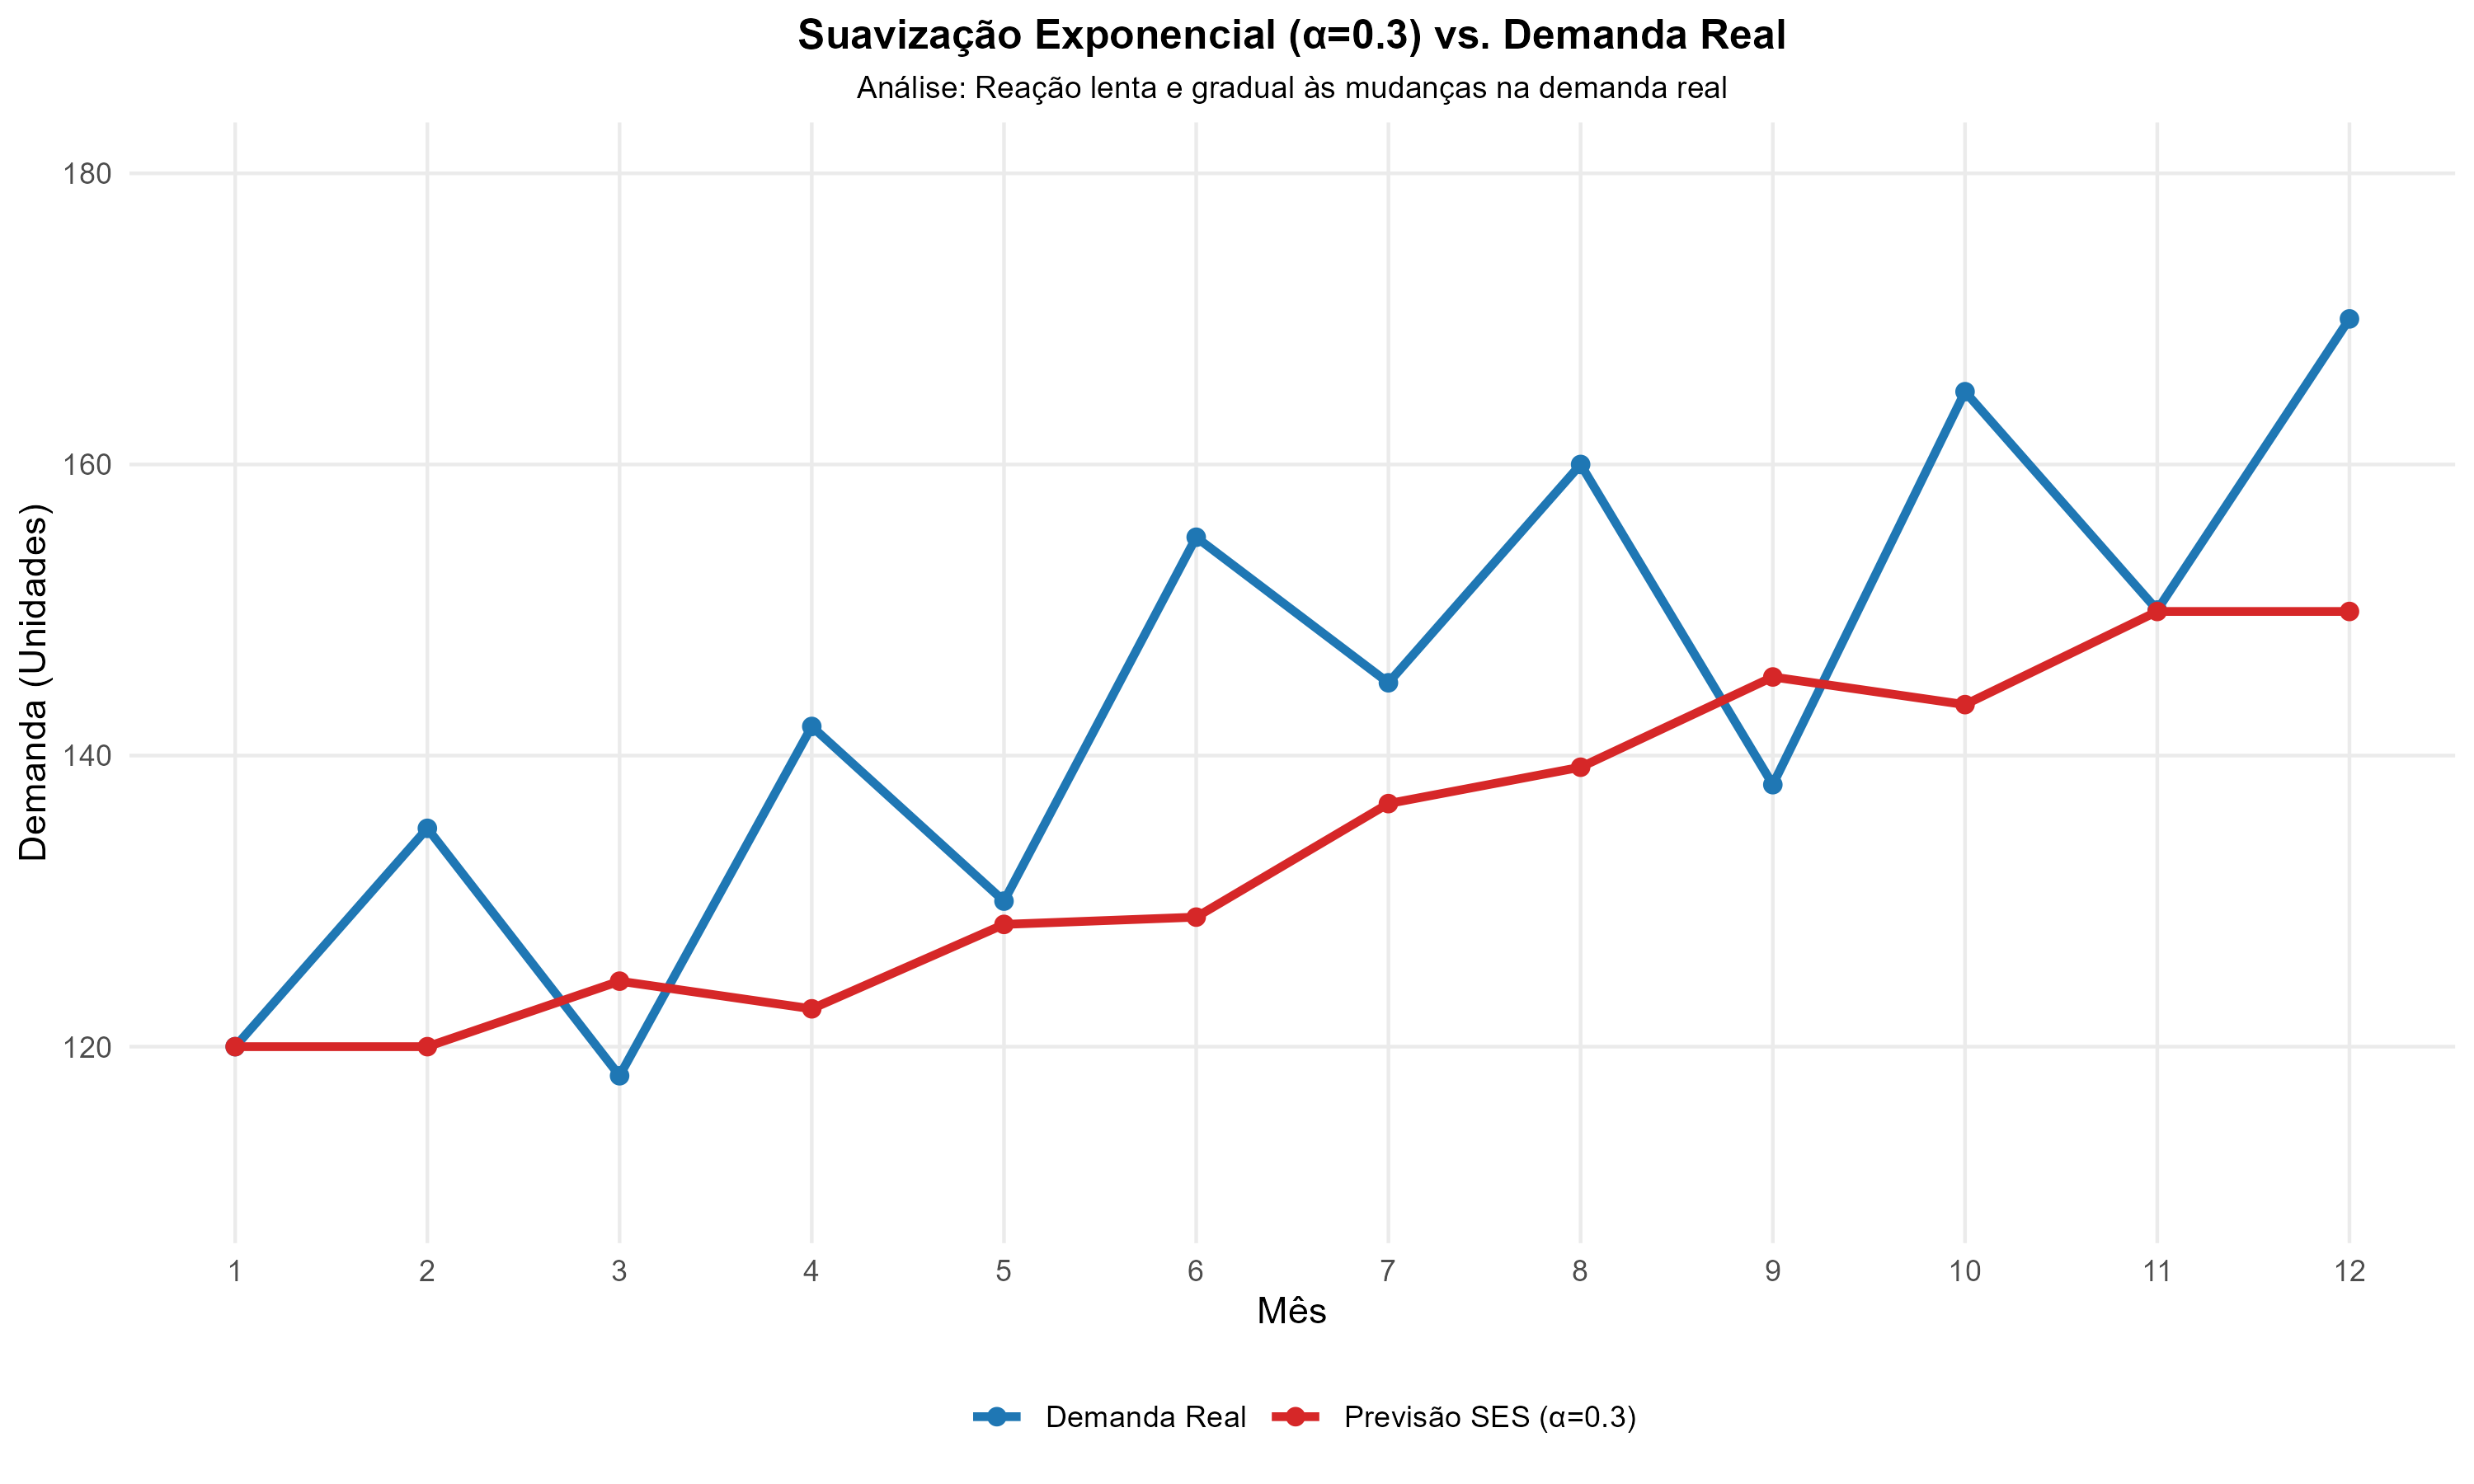 Suavização Exponencial (α=0.3) vs. Demanda Real
Análise: Reação lenta e gradual às mudanças na demanda real
Demanda (Unidades)
180
160
140
120
1 2 3 4 5 6 7 8 9 10 11 12
Mês
Demanda Real Previsão SES (α=0.3)